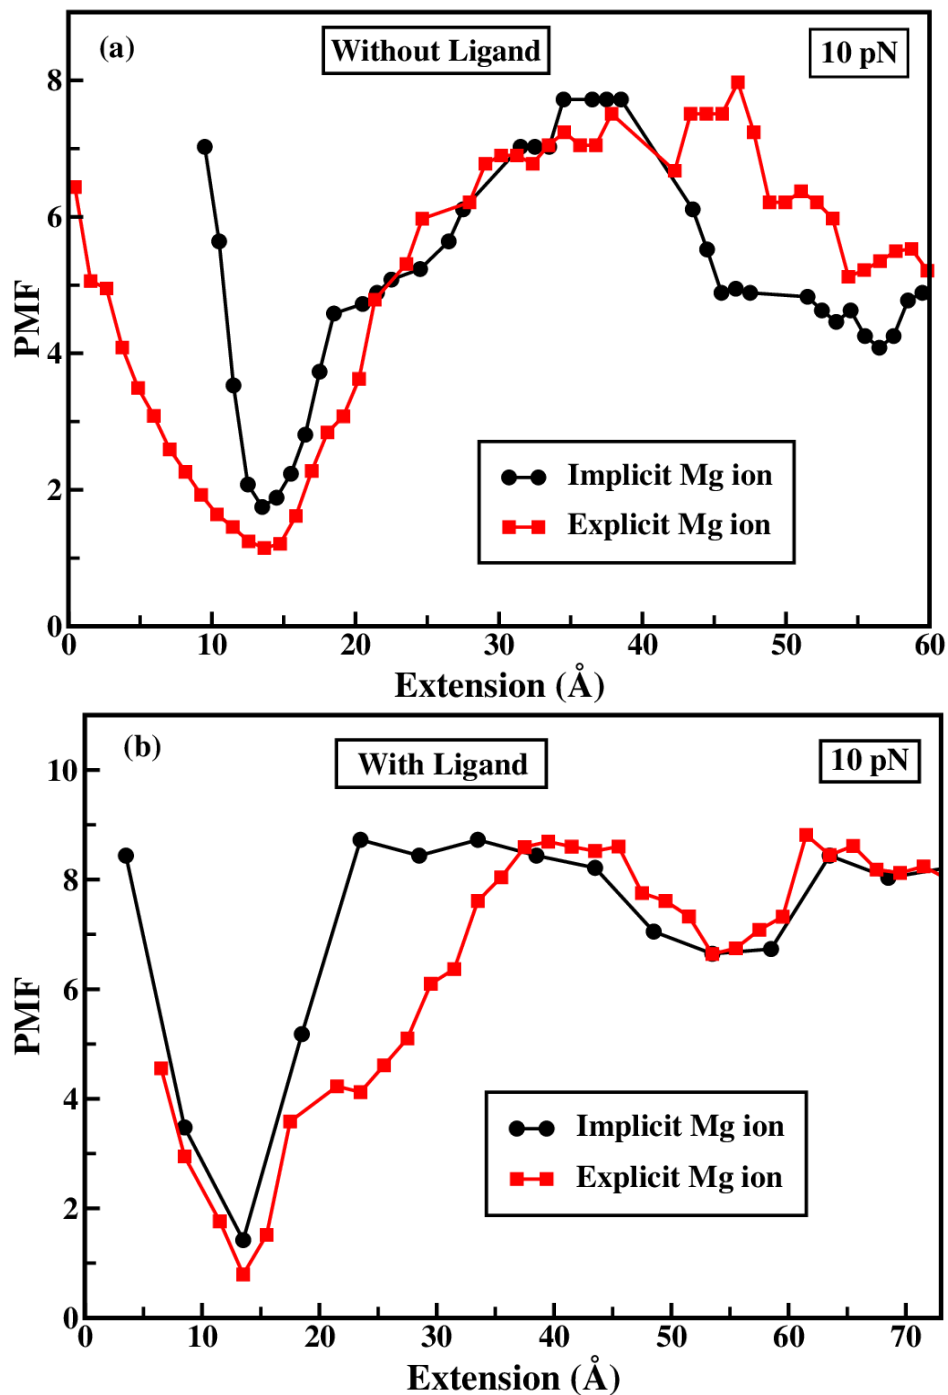 (a)
Without Ligand
10 pN
8
6
4
2
0
PMF
Implicit Mg ion
Explicit Mg ion
0 10 20 30 40 50 60
Extension (Å)
(b)
With Ligand
10 pN
10
8
6
4
2
0
PMF
Implicit Mg ion
Explicit Mg ion
0 10 20 30 40 50 60 70
Extension (Å)